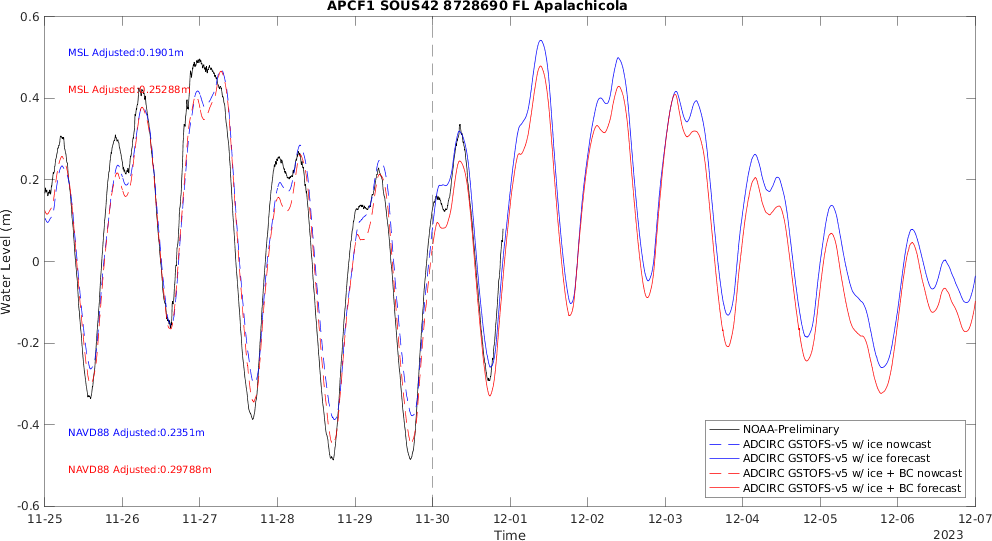 APCF1 SOUS42 8728690 FL Apalachicola
0.6
0.4
0.2
0
-0.2
-0.4
-0.6
Water Level (m)
MSL Adjusted:0.1901m
MSL Adjusted:0.25288m
NAVD88 Adjusted:0.2351m
NAVD88 Adjusted:0.29788m
NOAA-Preliminary
ADCIRC GSTOFS-v5 w/ ice nowcast
ADCIRC GSTOFS-v5 w/ ice forecast
ADCIRC GSTOFS-v5 w/ ice + BC nowcast
ADCIRC GSTOFS-v5 w/ ice + BC forecast
11-25 11-26 11-27 11-28 11-29 11-30 12-01 12-02 12-03 12-04 12-05 12-06 12-07
Time
2023